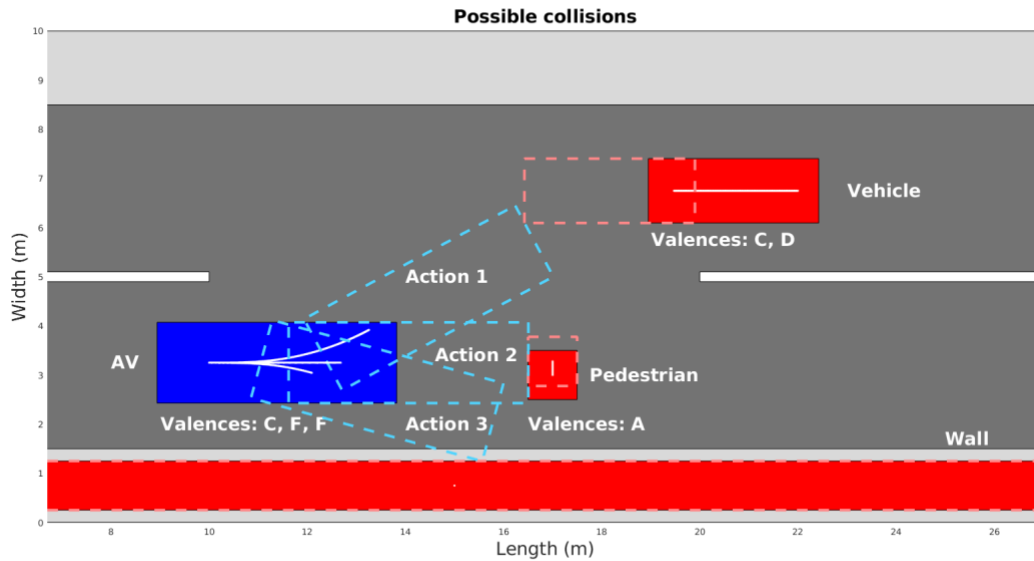 Possible collisions
10
9
8
7
6
5
4
3
2
1
0
Width (m)
Vehicle
Valences: C, D
Action 1
Action 2
AV
Pedestrian
Valences: C, F, F
Action 3
Valences: A
Wall
8 10 12 14 16 18 20 22 24 26
Length (m)